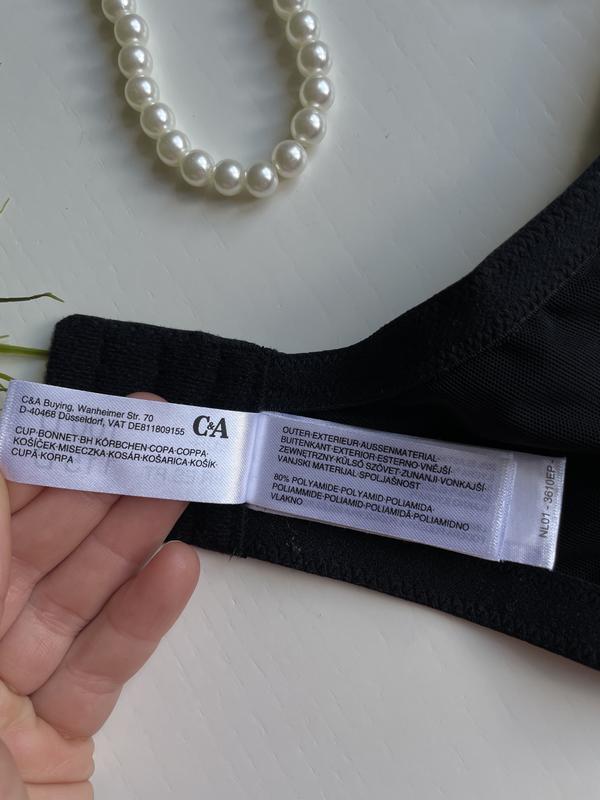 C&A Buying, Wanheimer Str. 70
D-40468 Düsseldorf, VAT DE811809155
C&A
CUP·BONNET·BH KÖRBCHEN·COPA·COPPA·
KOŠÍČEK·MISECZKA·KOSÁR·KOŠARICA·KOŠÍK·
CUPĂ·KORPA
OUTER·EXTERIEUR·AUSSENMATERIAL·
BUITENKANT·EXTERIOR·ESTERNO·VNĚJŠÍ·
ZEWNĘTRZNY·KÜLSŐ SZÖVET·ZUNANJI·VONKAJŠÍ·
VANJSKI MATERIJAL·SPOLJAŠNOST
80% POLYAMIDE·POLYAMID·POLIAMIDA·
POLIAMMIDE·POLIAMID·POLIAMIDĂ·POLIAMIDNO
VLAKNO
NL01 - 3610EP